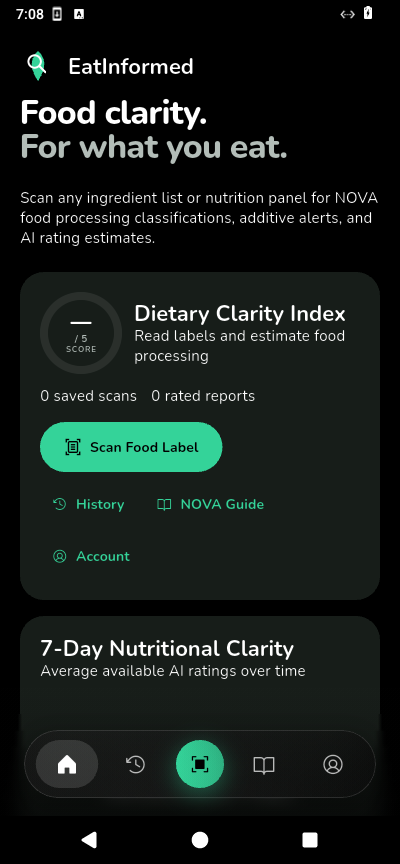 7:08
EatInformed
Food clarity.
For what you eat.
Scan any ingredient list or nutrition panel for NOVA
food processing classifications, additive alerts, and
AI rating estimates.
—
/ 5
SCORE
Dietary Clarity Index
Read labels and estimate food
processing
0 saved scans 0 rated reports
Scan Food Label
History NOVA Guide
Account
7-Day Nutritional Clarity
Average available AI ratings over time